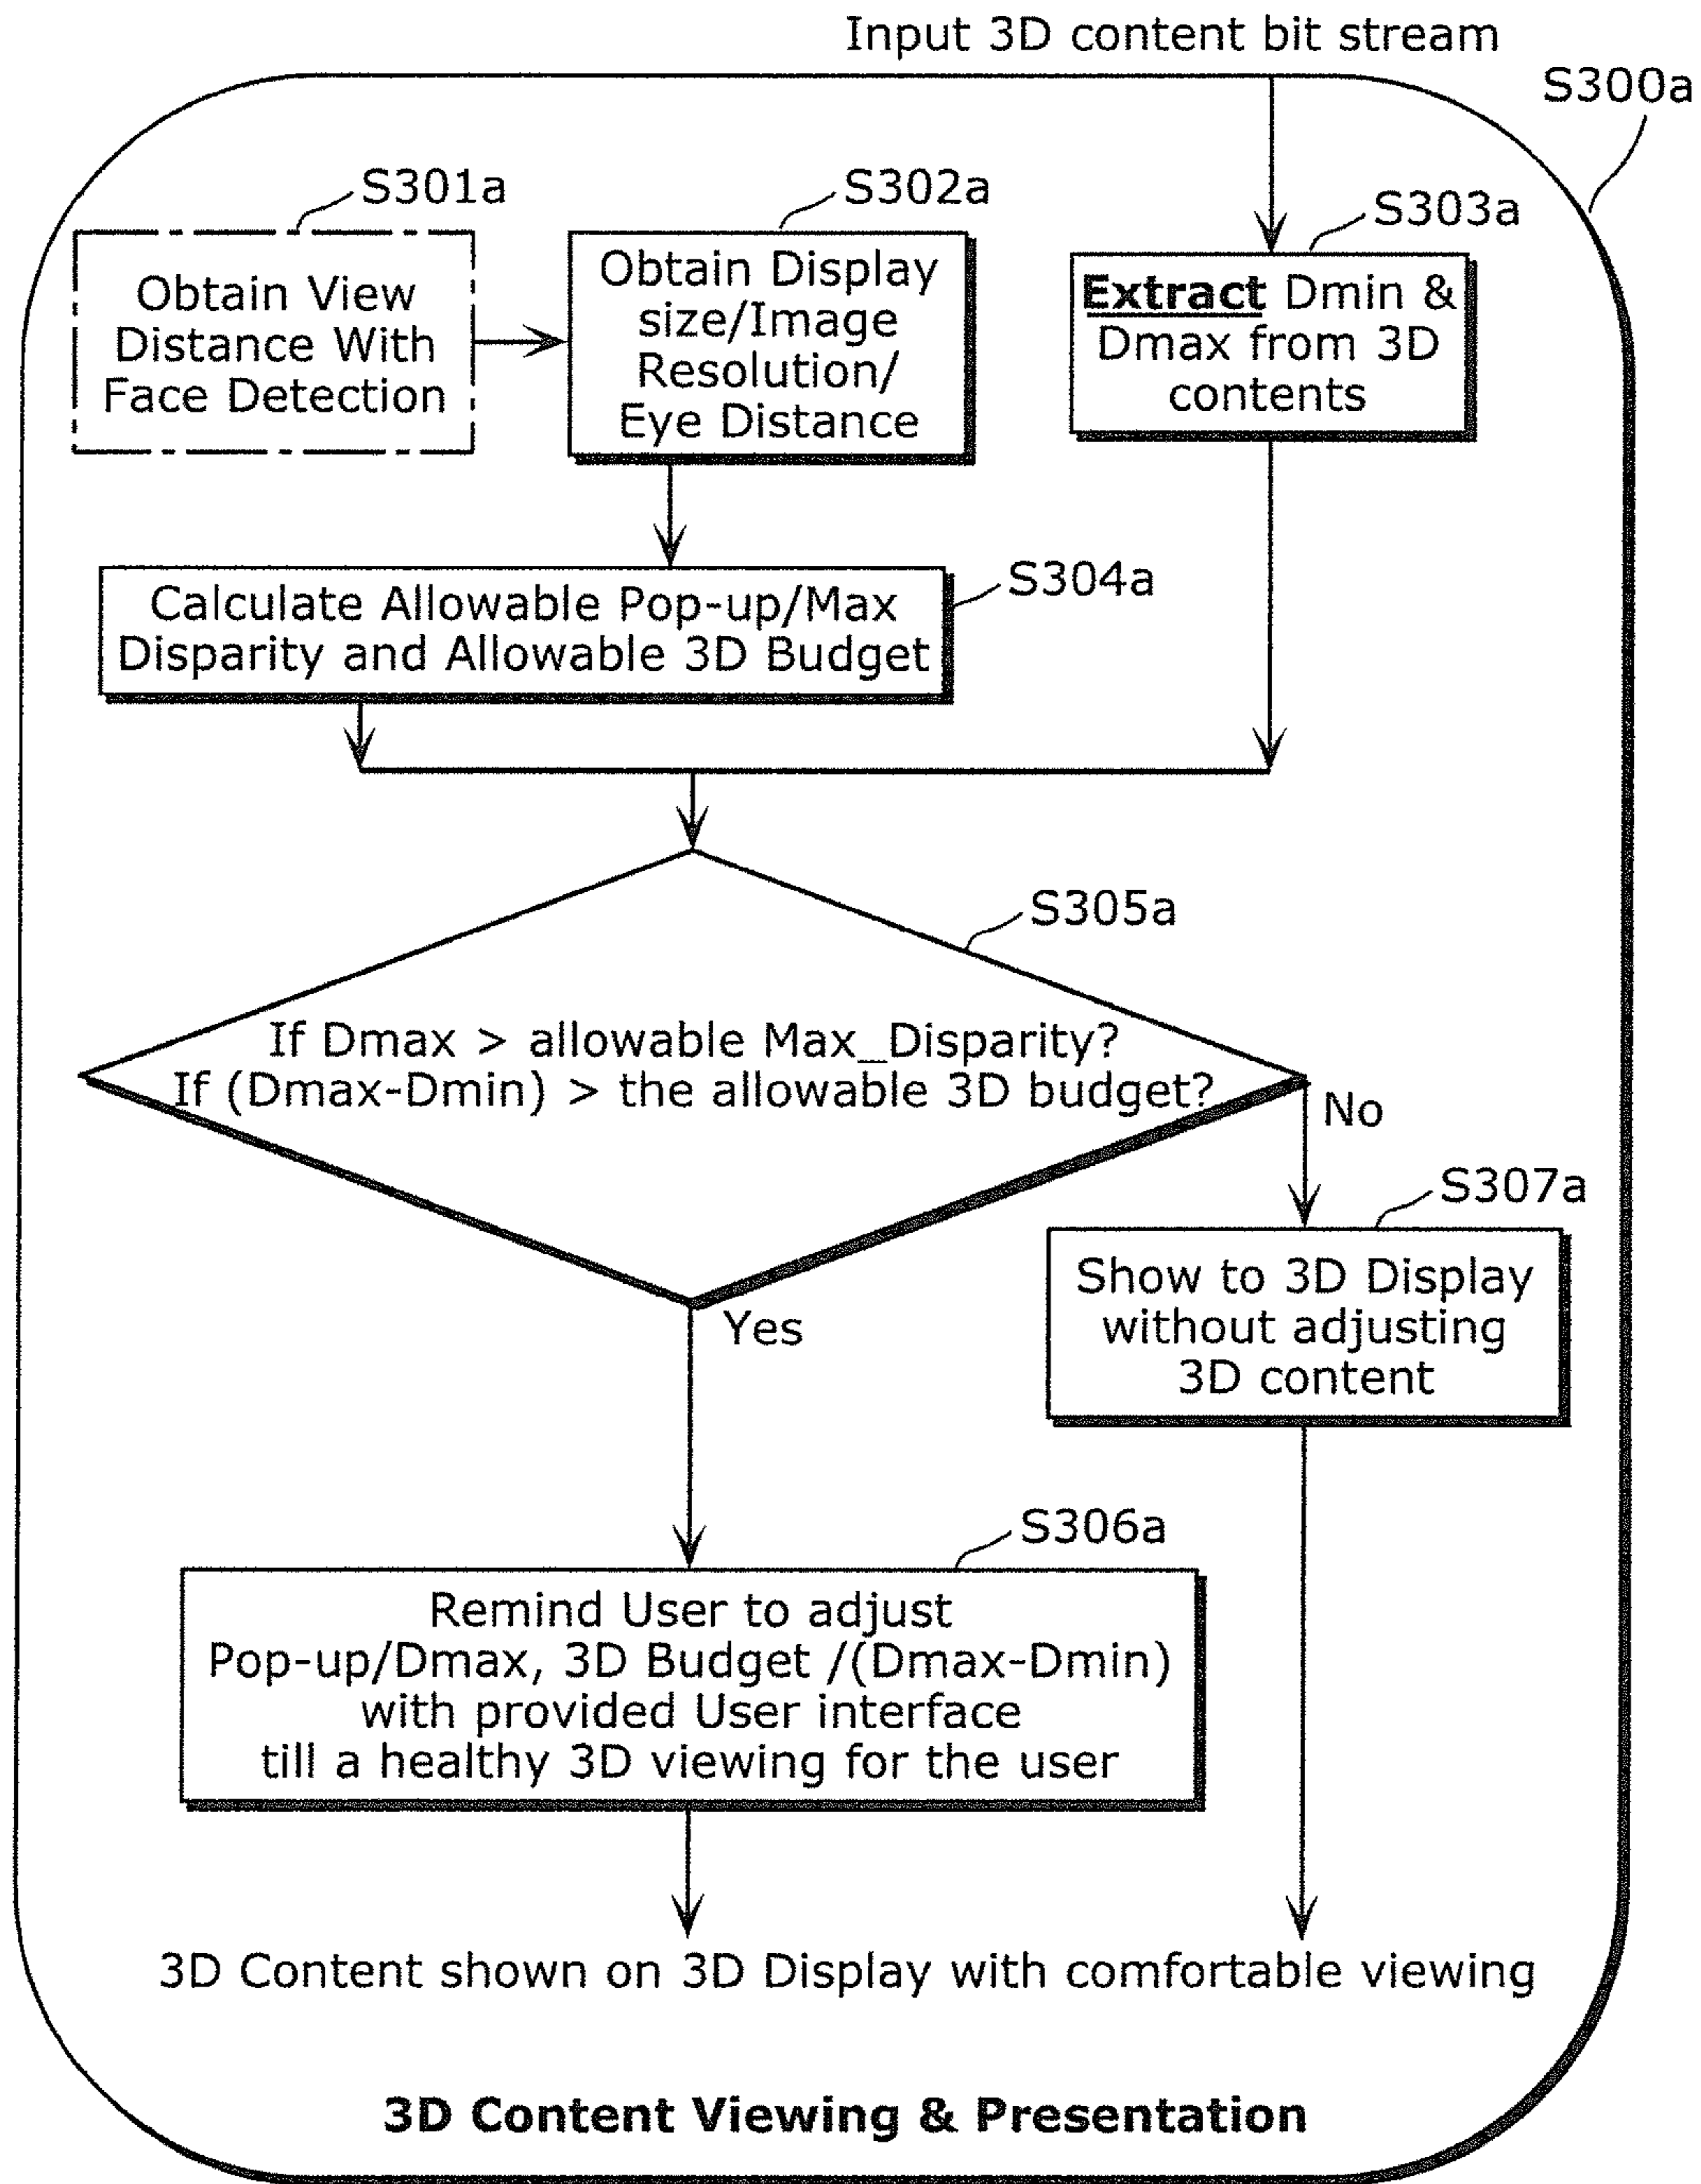 Input 3D content bit stream
S300a
S301a
Obtain View
Distance With
Face Detection
S302a
Obtain Display
size/Image
Resolution/
Eye Distance
S303a
Extract Dmin &
Dmax from 3D
contents
S304a
Calculate Allowable Pop-up/Max
Disparity and Allowable 3D Budget
S305a
If Dmax > allowable Max_Disparity?
If (Dmax-Dmin) > the allowable 3D budget?
No
Yes
S307a
Show to 3D Display
without adjusting
3D content
S306a
Remind User to adjust
Pop-up/Dmax, 3D Budget /(Dmax-Dmin)
with provided User interface
till a healthy 3D viewing for the user
3D Content shown on 3D Display with comfortable viewing
3D Content Viewing & Presentation